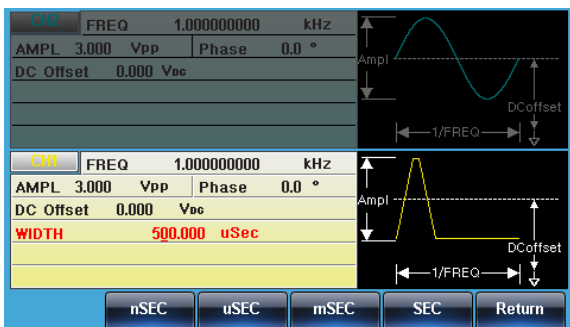 CH2 FREQ 1.000000000 kHz
AMPL 3.000 Vpp Phase 0.0 °
DC Offset 0.000 VDC
Ampl
DCoffset
1/FREQ
CH1 FREQ 1.000000000 kHz
AMPL 3.000 Vpp Phase 0.0 °
DC Offset 0.000 VDC
WIDTH 500.000 uSec
Ampl
DCoffset
1/FREQ
nSEC uSEC mSEC SEC Return